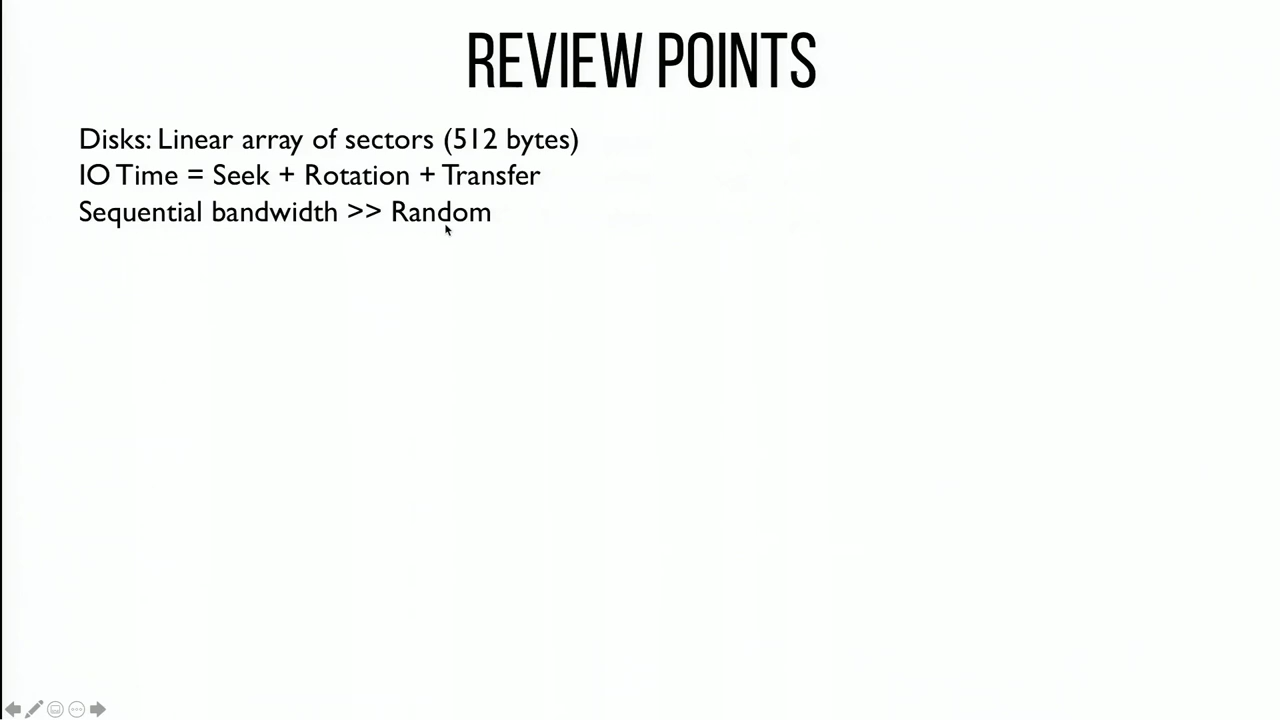 REVIEW POINTS
Disks: Linear array of sectors (512 bytes)
IO Time = Seek + Rotation + Transfer
Sequential bandwidth >> Random